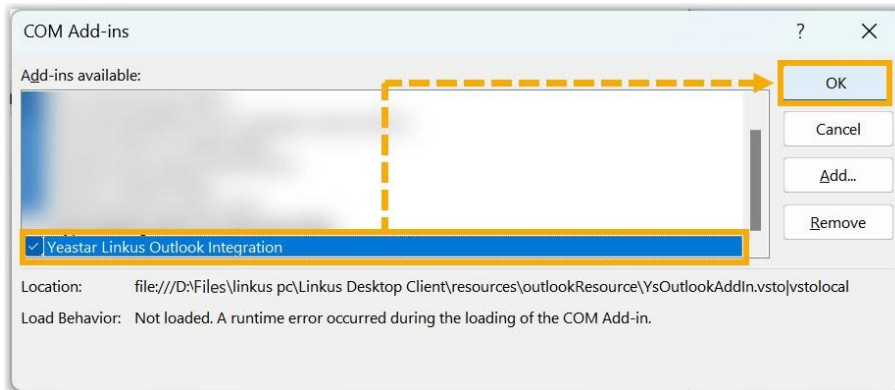 COM Add-ins
?
Add-ins available:
OK
Cancel
Add...
Remove
Yeastar Linkus Outlook Integration
Location: file:///D:\Files\linkus pc\Linkus Desktop Client\resources\outlookResource\YsOutlookAddIn.vsto|vstolocal
Load Behavior: Not loaded. A runtime error occurred during the loading of the COM Add-in.